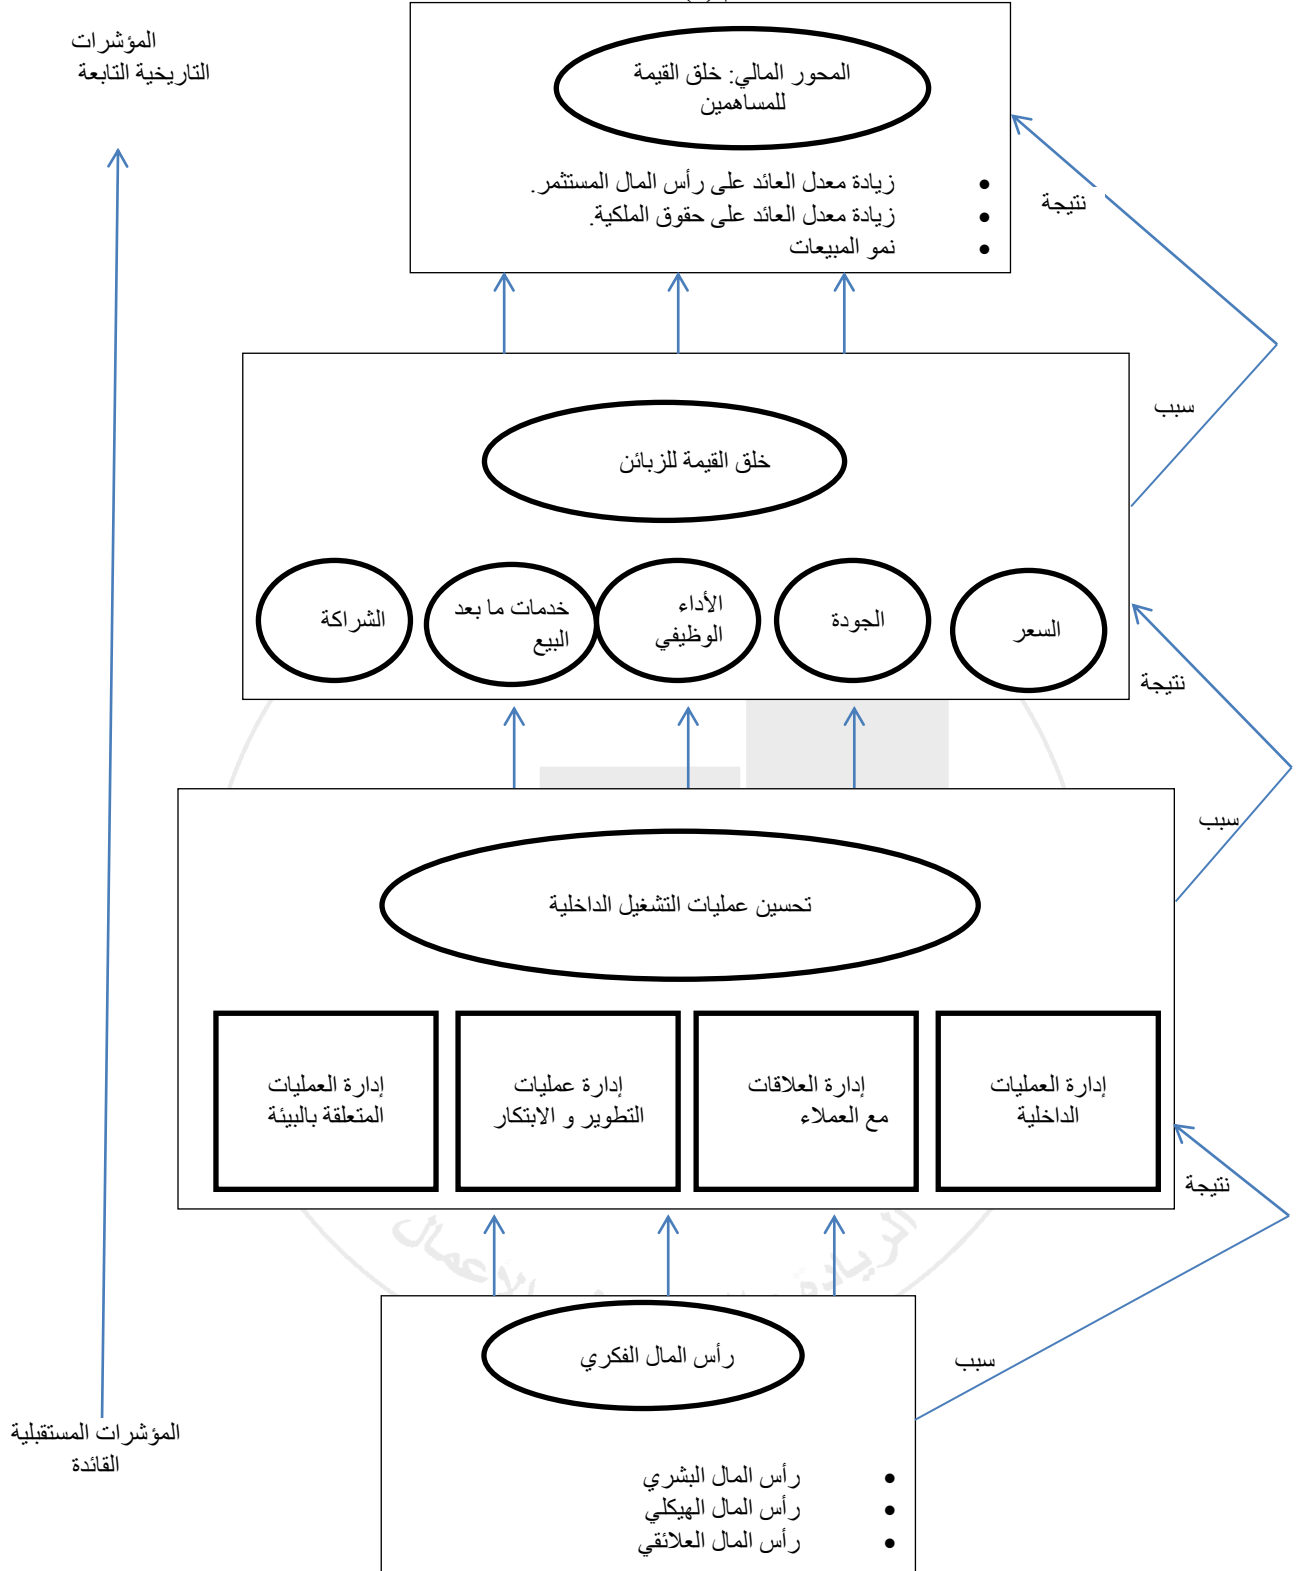 المؤشرات
التاريخية التابعة
المحور المالي: خلق القيمة
للمساهمين
• زيادة معدل العائد على رأس المال المستثمر.
• زيادة معدل العائد على حقوق الملكية.
• نمو المبيعات
نتيجة
سبب
خلق القيمة للزبائن
السعر
الجودة
الأداء
الوظيفي
خدمات ما بعد
البيع
الشراكة
نتيجة
سبب
تحسين عمليات التشغيل الداخلية
إدارة العمليات
الداخلية
إدارة العلاقات
مع العملاء
إدارة عمليات
التطوير و الابتكار
إدارة العمليات
المتعلقة بالبيئة
نتيجة
سبب
الريادة
الاعمال
رأس المال الفكري
• رأس المال البشري
• رأس المال الهيكلي
• رأس المال العلائقي
المؤشرات المستقبلية
القائدة